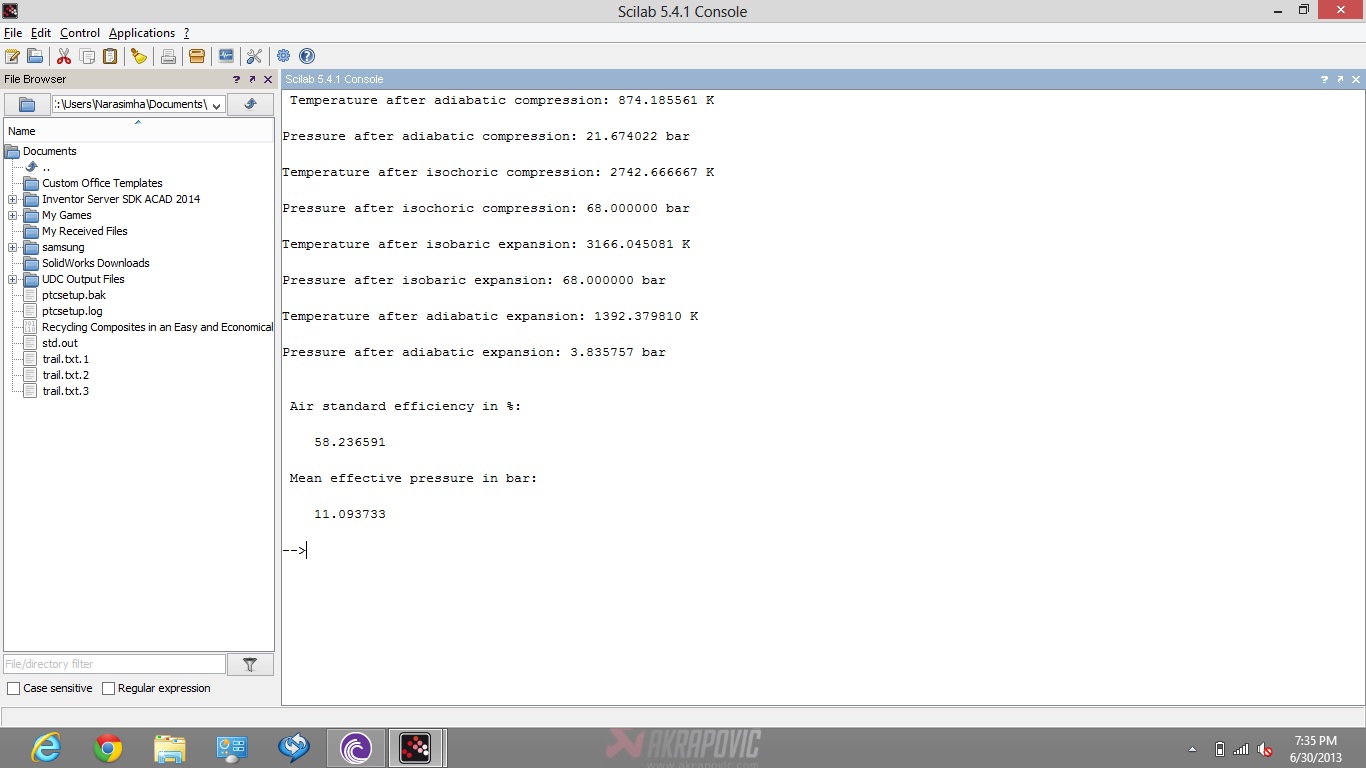 Scilab 5.4.1 Console
File Edit Control Applications ?
File Browser
:\Users\Narasimha\Documents\
Name
Documents
..
Custom Office Templates
Inventor Server SDK ACAD 2014
My Games
My Received Files
samsung
SolidWorks Downloads
UDC Output Files
ptcsetup.bak
ptcsetup.log
Recycling Composites in an Easy and Economical
std.out
trail.txt.1
trail.txt.2
trail.txt.3
File/directory filter
Case sensitive Regular expression
Scilab 5.4.1 Console
Temperature after adiabatic compression: 874.185561 K
Pressure after adiabatic compression: 21.674022 bar
Temperature after isochoric compression: 2742.666667 K
Pressure after isochoric compression: 68.000000 bar
Temperature after isobaric expansion: 3166.045081 K
Pressure after isobaric expansion: 68.000000 bar
Temperature after adiabatic expansion: 1392.379810 K
Pressure after adiabatic expansion: 3.835757 bar
Air standard efficiency in %:
58.236591
Mean effective pressure in bar:
11.093733
-->
AKRAPOVIC
www.akrapovic.com
7:35 PM
6/30/2013